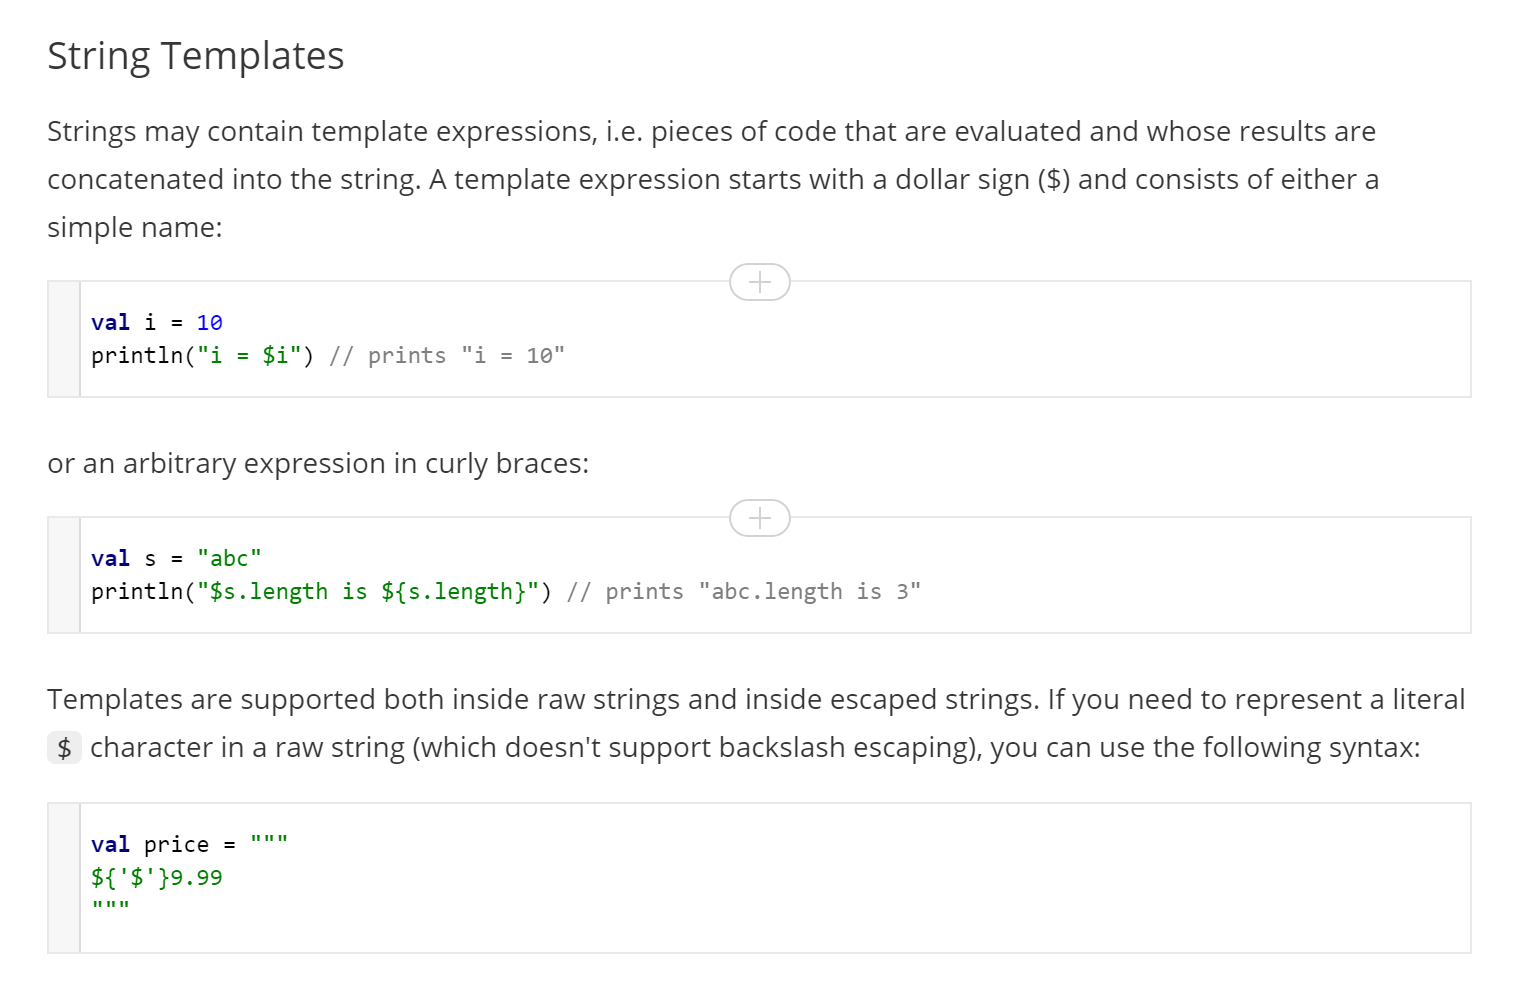 String Templates
Strings may contain template expressions, i.e. pieces of code that are evaluated and whose results are
concatenated into the string. A template expression starts with a dollar sign ($) and consists of either a
simple name:
val i = 10
println("i = $i") // prints "i = 10"
or an arbitrary expression in curly braces:
val s = "abc"
println("$s.length is ${s.length}") // prints "abc.length is 3"
Templates are supported both inside raw strings and inside escaped strings. If you need to represent a literal
$ character in a raw string (which doesn't support backslash escaping), you can use the following syntax:
val price = """
${'$'}9.99
"""